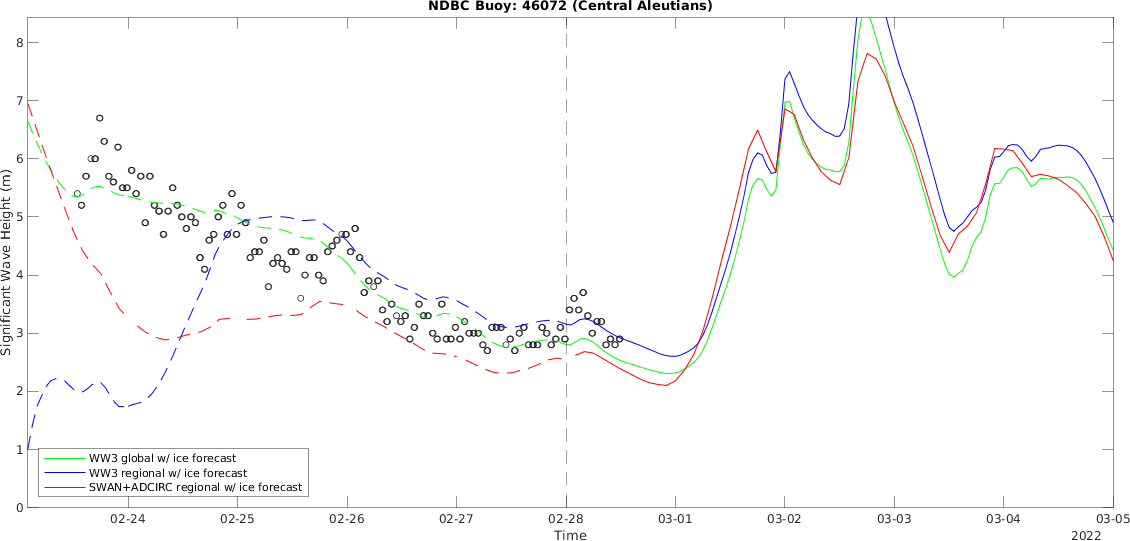 NDBC Buoy: 46072 (Central Aleutians)
8
7
6
5
4
3
2
1
0
Significant Wave Height (m)
WW3 global w/ ice forecast
WW3 regional w/ ice forecast
SWAN+ADCIRC regional w/ ice forecast
02-24 02-25 02-26 02-27 02-28 03-01 03-02 03-03 03-04 03-05
Time
2022